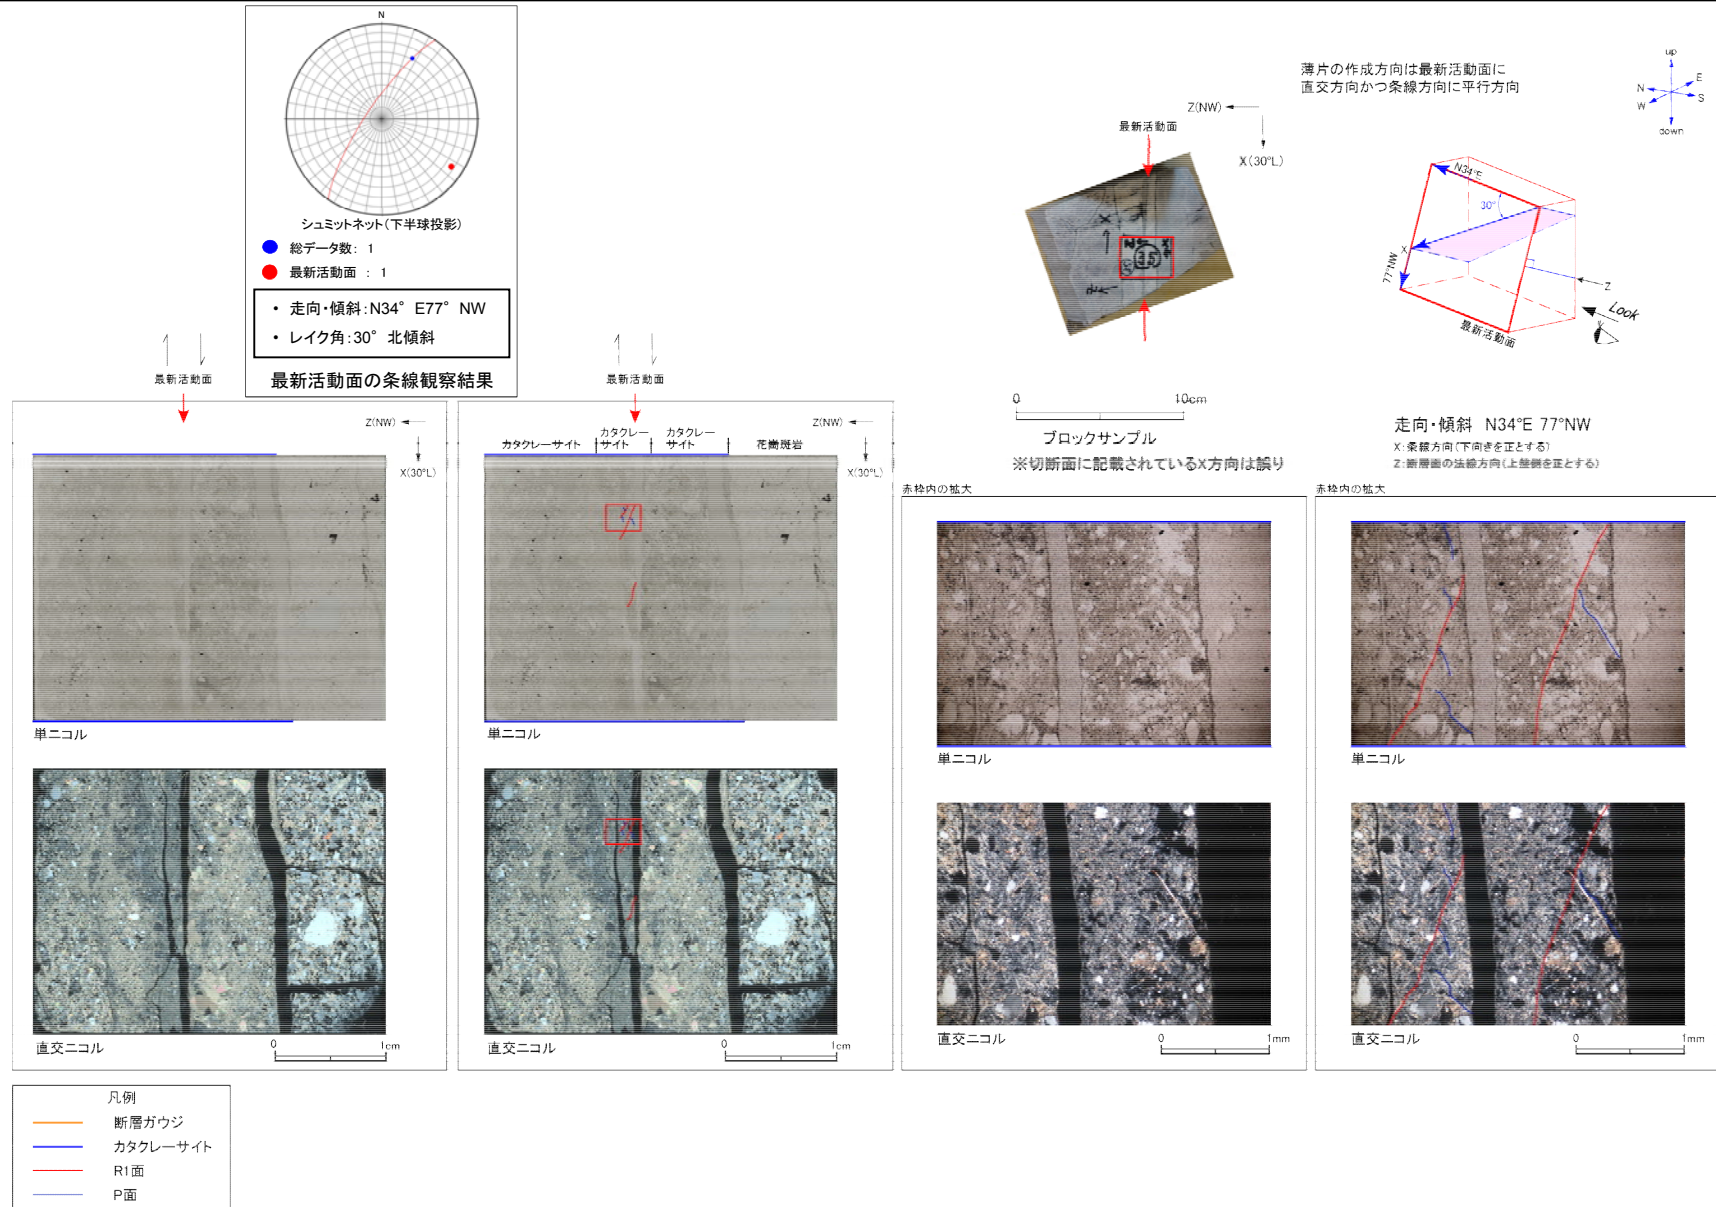 N
シュミットネット(下半球投影)
総データ数: 1
最新活動面 : 1
・ 走向・傾斜:N34° E77° NW
・ レイク角:30° 北傾斜
最新活動面の条線観察結果
薄片の作成方向は最新活動面に
直交方向かつ条線方向に平行方向
up
N
E
W
S
down
Z(NW)
X(30°L)
最新活動面
35
N34°E
30°
X
77°NW
Z
Look
最新活動面
0 10cm
ブロックサンプル
※切断面に記載されているX方向は誤り
走向・傾斜 N34°E 77°NW
X:条線方向(下向きを正とする)
Z:断層面の法線方向(上盤側を正とする)
最新活動面
Z(NW)
X(30°L)
単ニコル
直交ニコル
0 1cm
最新活動面
Z(NW)
X(30°L)
カタクレーサイト
カタクレー
サイト
カタクレー
サイト
花崗斑岩
単ニコル
直交ニコル
0 1cm
赤枠内の拡大
単ニコル
直交ニコル
0 1mm
赤枠内の拡大
単ニコル
直交ニコル
0 1mm
凡例
断層ガウジ
カタクレーサイト
R1面
P面